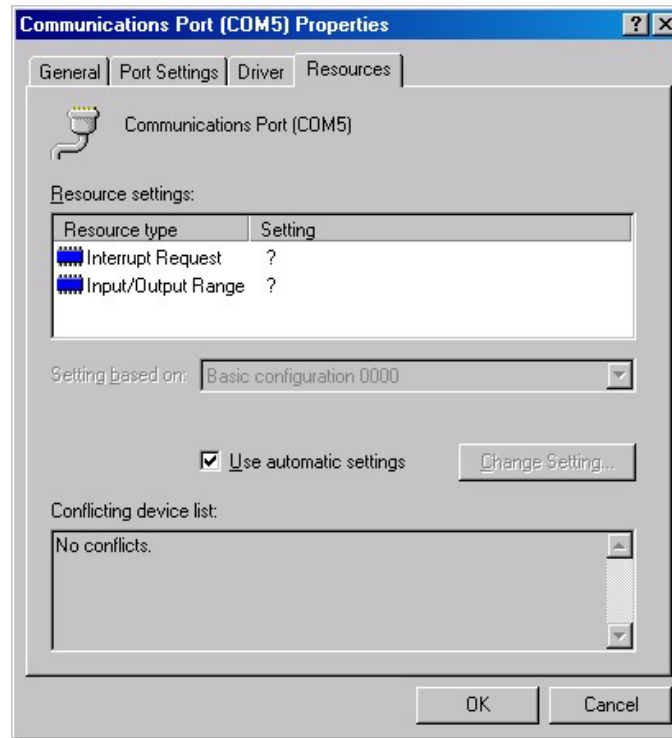 Communications Port (COM5) Properties
General Port Settings Driver Resources
Communications Port (COM5)
Resource settings:
Resource type Setting
Interrupt Request ?
Input/Output Range ?
Setting based on: Basic configuration 0000
Use automatic settings Change Setting...
Conflicting device list:
No conflicts.
OK Cancel